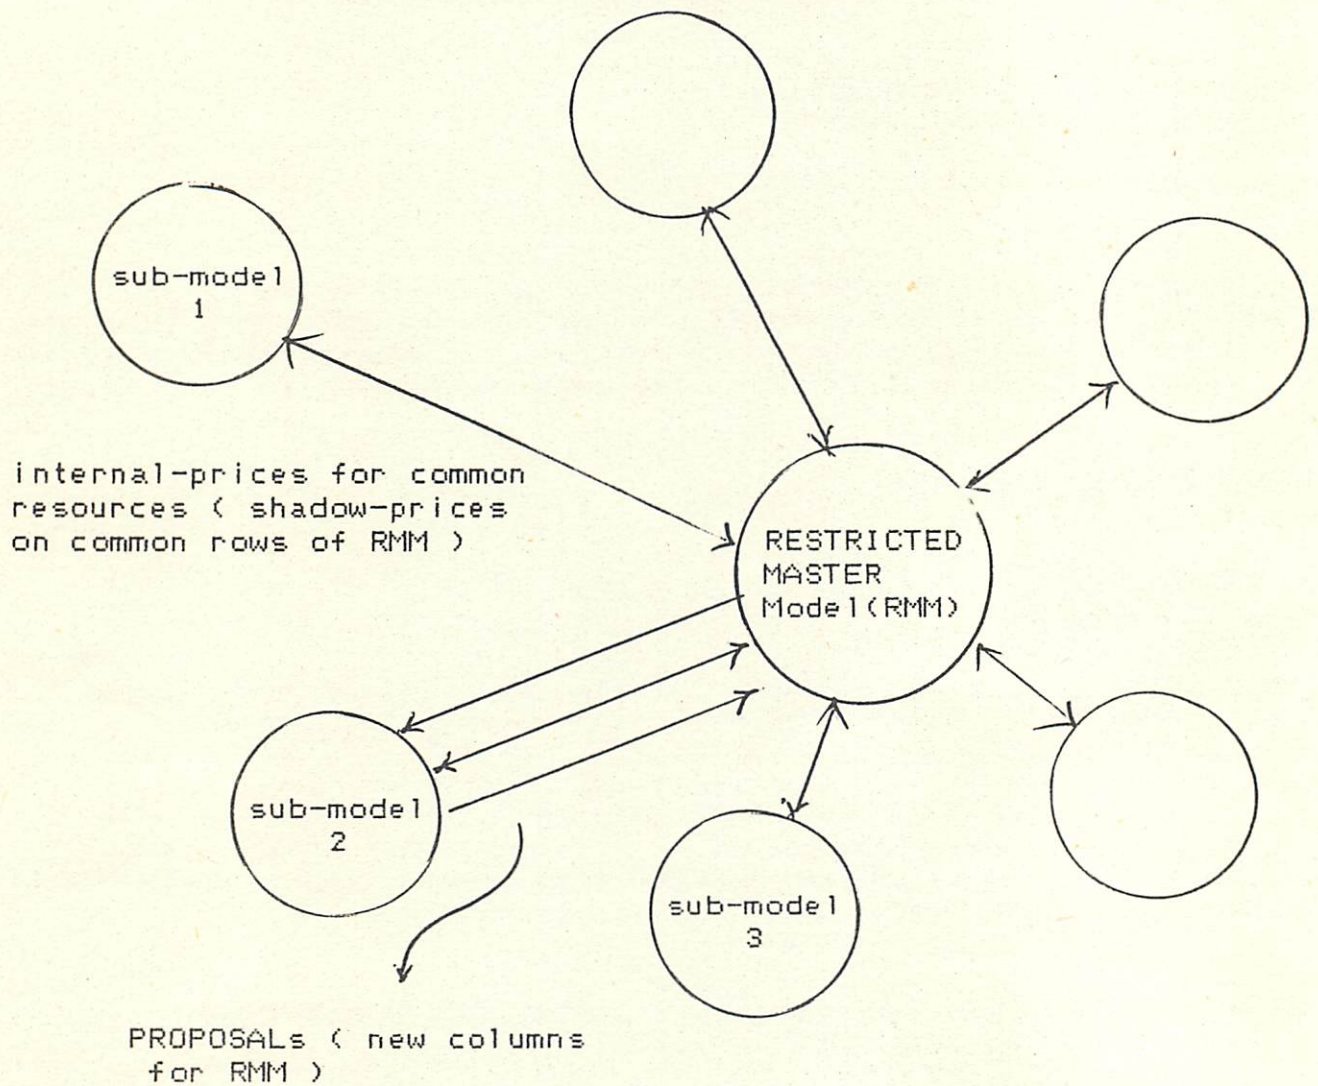 sub-model
1
internal-prices for common
resources ( shadow-prices
on common rows of RMM )
RESTRICTED
MASTER
Model(RMM)
sub-model
2
sub-model
3
PROPOSALs ( new columns
for RMM )